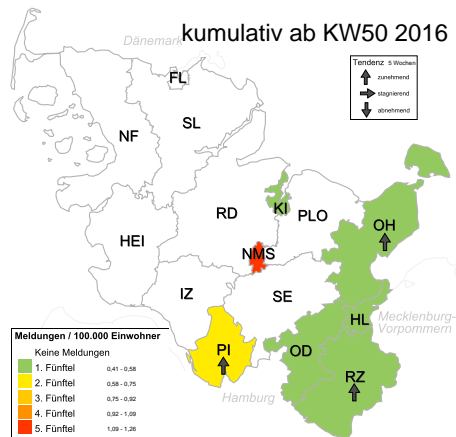 kumulativ ab KW50 2016
Dänemark
Tendenz 5 Wochen
zunehmend
stagnierend
abnehmend
FL
SL
NF
KI
RD
PLO
OH
HEI
NMS
IZ
SE
Mecklenburg-
Vorpommern
HL
Meldungen / 100.000 Einwohner
Keine Meldungen
1. Fünftel 0,41 - 0,58
2. Fünftel 0,58 - 0,75
3. Fünftel 0,75 - 0,92
4. Fünftel 0,92 - 1,09
5. Fünftel 1,09 - 1,26
PI
OD
RZ
Hamburg